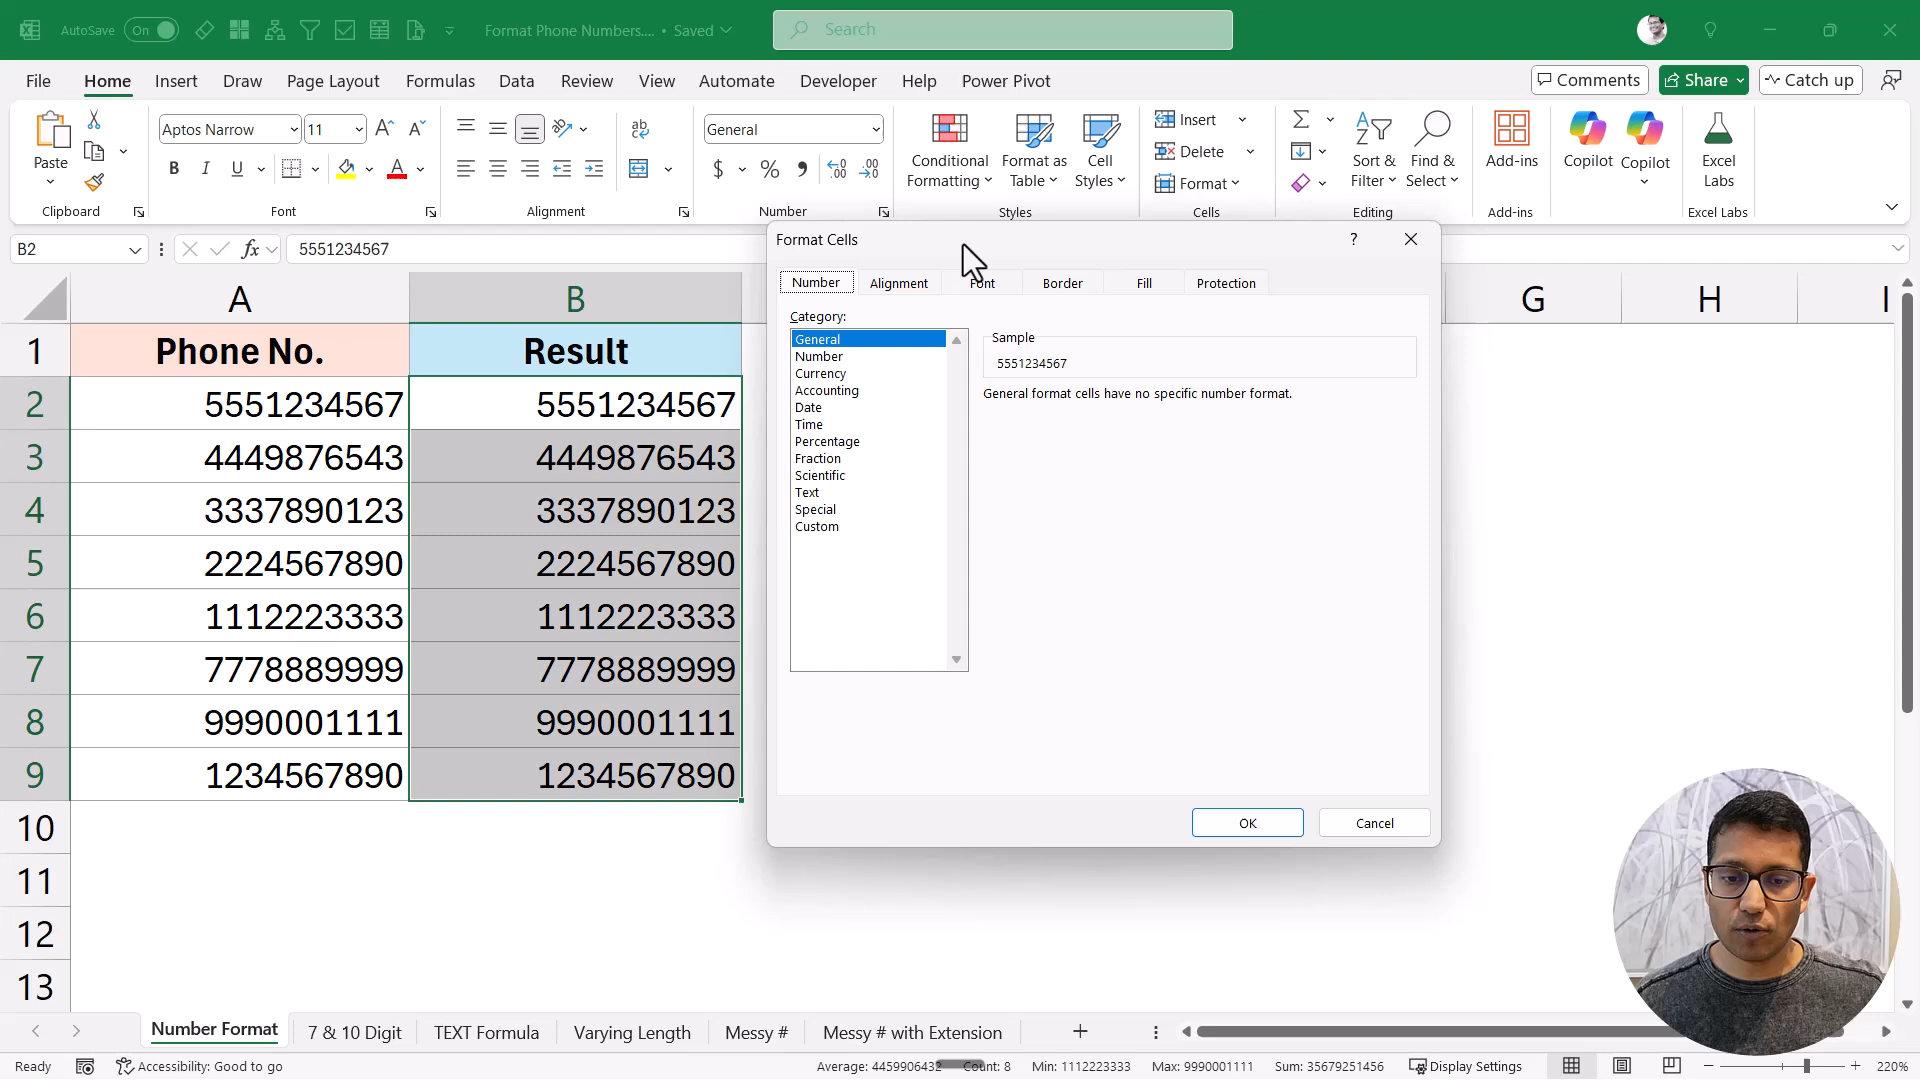 AutoSave On Format Phone Numbers.... • Saved Search
File Home Insert Draw Page Layout Formulas Data Review View Automate Developer Help Power Pivot Comments Share Catch up
Aptos Narrow 11 General Insert
Paste Conditional Formatting Format as Table Cell Styles Delete Sort & Filter Find & Select Add-ins Copilot Copilot Excel Labs
B I U $ % Format
Clipboard Font Alignment Number Styles Cells Editing Add-ins Excel Labs
B2 fx 5551234567
Format Cells ?
Number Alignment Font Border Fill Protection
Category:
General
Number
Currency
Accounting
Date
Time
Percentage
Fraction
Scientific
Text
Special
Custom
Sample
5551234567
General format cells have no specific number format.
OK Cancel
A B G H I
1 Phone No. Result
2 5551234567 5551234567
3 4449876543 4449876543
4 3337890123 3337890123
5 2224567890 2224567890
6 1112223333 1112223333
7 7778889999 7778889999
8 9990001111 9990001111
9 1234567890 1234567890
10
11
12
13
Number Format 7 & 10 Digit TEXT Formula Varying Length Messy # Messy # with Extension +
Ready Accessibility: Good to go Average: 4459906432 Count: 8 Min: 1112223333 Max: 9990001111 Sum: 35679251456 Display Settings 220%